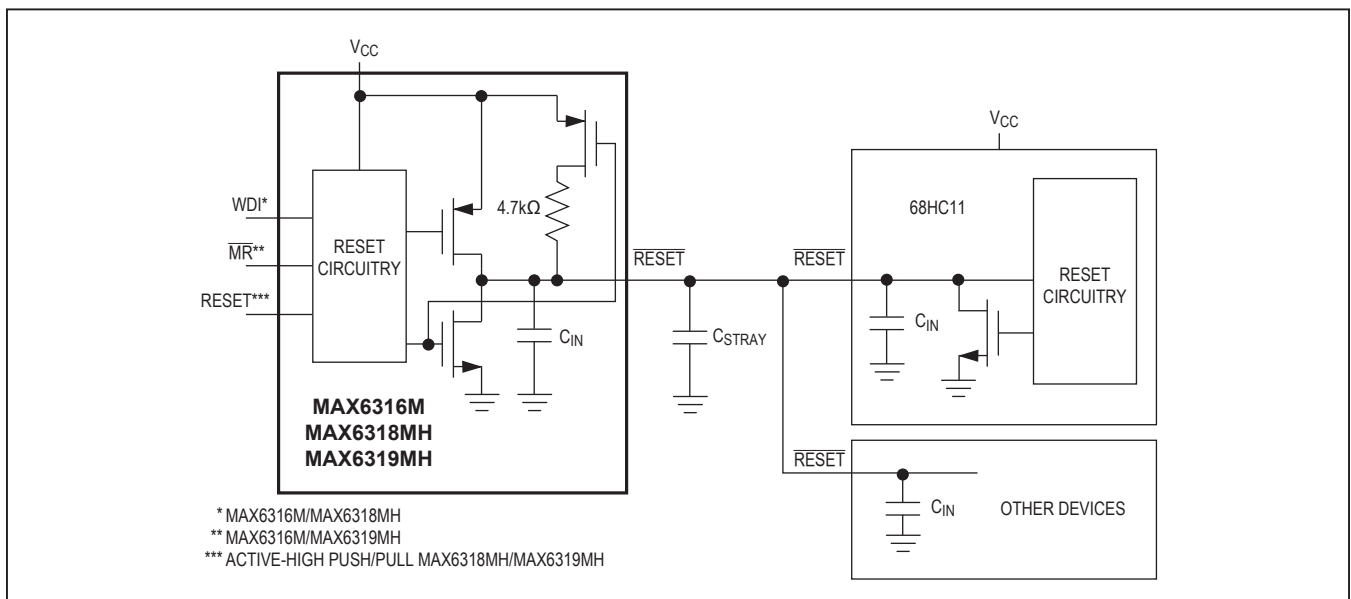 VCC
4.7kΩ
WDI*
MR**
RESET***
RESET
CIRCUITRY
CIN
MAX6316M
MAX6318MH
MAX6319MH
RESET
CSTRAY
RESET
VCC
68HC11
CIN
RESET
CIRCUITRY
RESET
CIN
OTHER DEVICES
* MAX6316M/MAX6318MH
** MAX6316M/MAX6319MH
*** ACTIVE-HIGH PUSH/PULL MAX6318MH/MAX6319MH